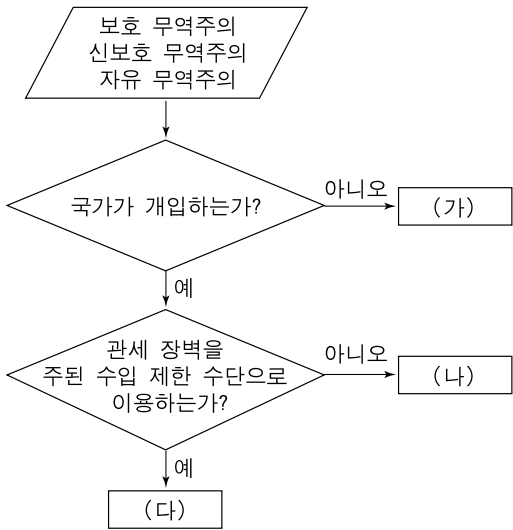 보호 무역주의
신보호 무역주의
자유 무역주의
국가가 개입하는가?
아니오
(가)
예
관세 장벽을
주된 수입 제한 수단으로
이용하는가?
아니오
(나)
예
(다)